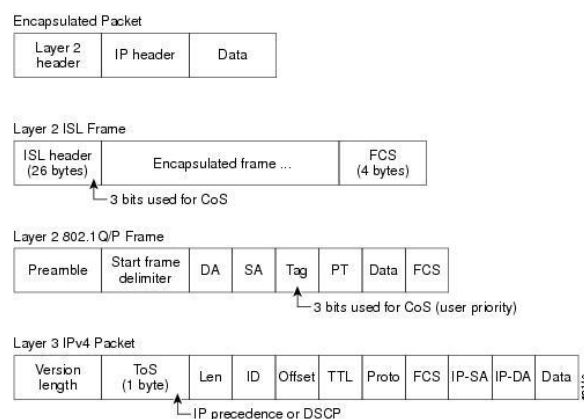 Encapsulated Packet
Layer 2 header
IP header
Data
Layer 2 ISL Frame
ISL header (26 bytes)
Encapsulated frame ...
FCS (4 bytes)
3 bits used for CoS
Layer 2 802.1Q/P Frame
Preamble
Start frame delimiter
DA
SA
Tag
PT
Data
FCS
3 bits used for CoS (user priority)
Layer 3 IPv4 Packet
Version length
ToS (1 byte)
Len
ID
Offset
TTL
Proto
FCS
IP-SA
IP-DA
Data
IP precedence or DSCP